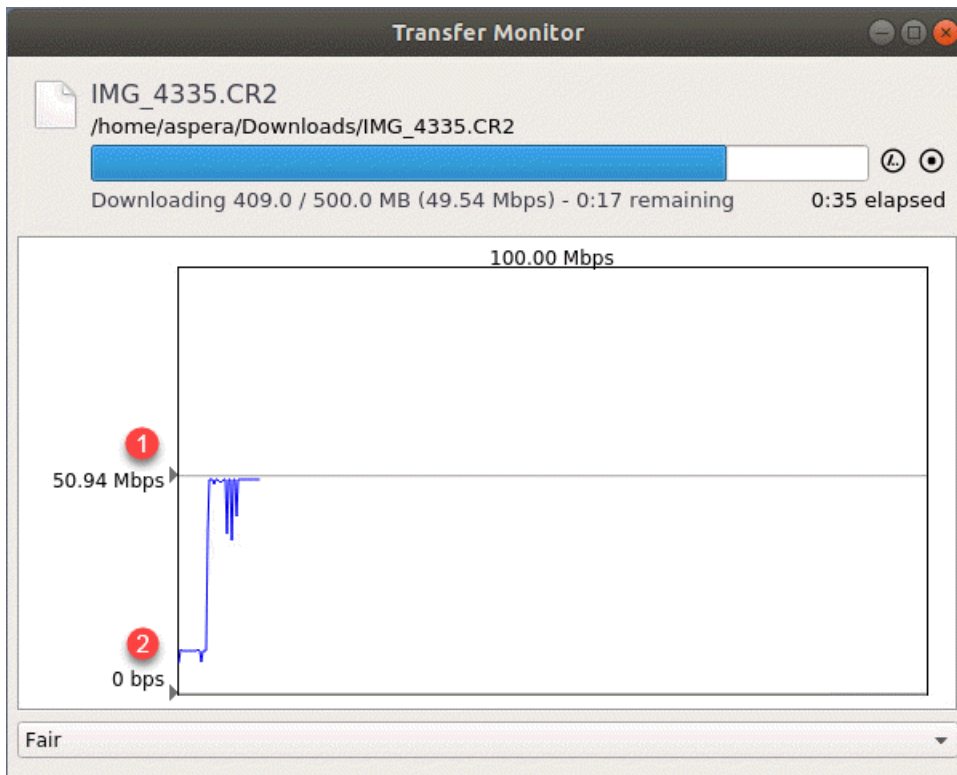 Transfer Monitor
IMG_4335.CR2
/home/aspera/Downloads/IMG_4335.CR2
Downloading 409.0 / 500.0 MB (49.54 Mbps) - 0:17 remaining 0:35 elapsed
100.00 Mbps
1
50.94 Mbps
2
0 bps
Fair